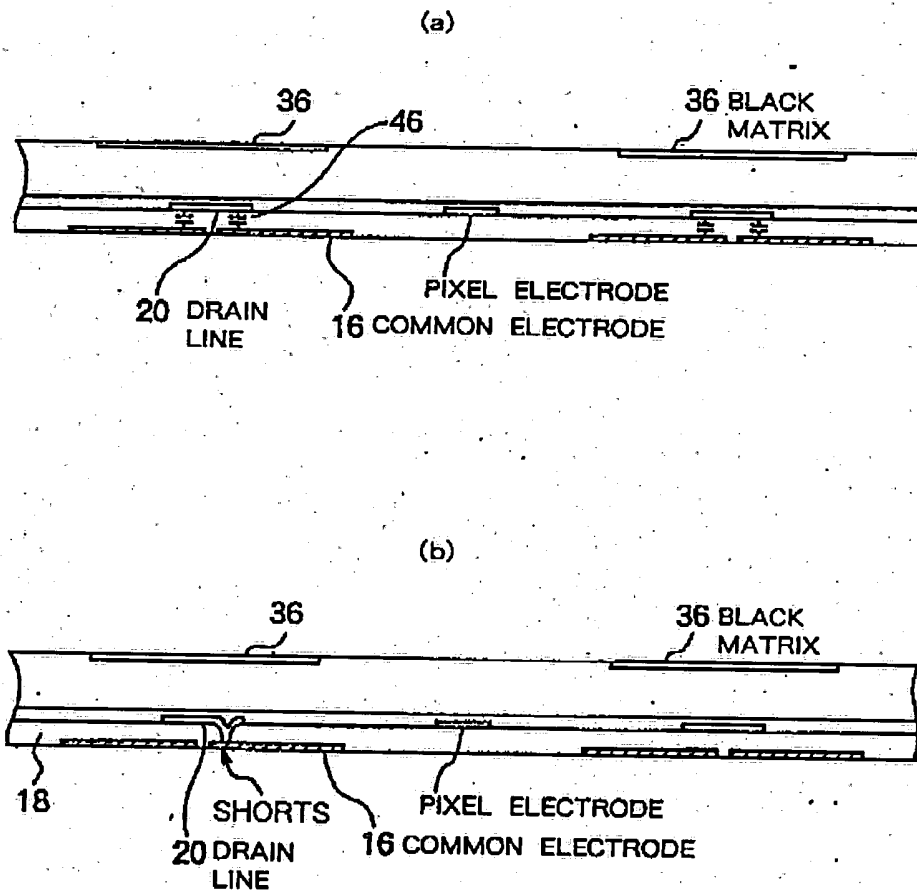 (a)
36
46
36 BLACK
MATRIX
20 DRAIN
LINE
PIXEL ELECTRODE
16 COMMON ELECTRODE
(b)
36
36 BLACK
MATRIX
18
SHORTS
20 DRAIN
LINE
PIXEL ELECTRODE
16 COMMON ELECTRODE